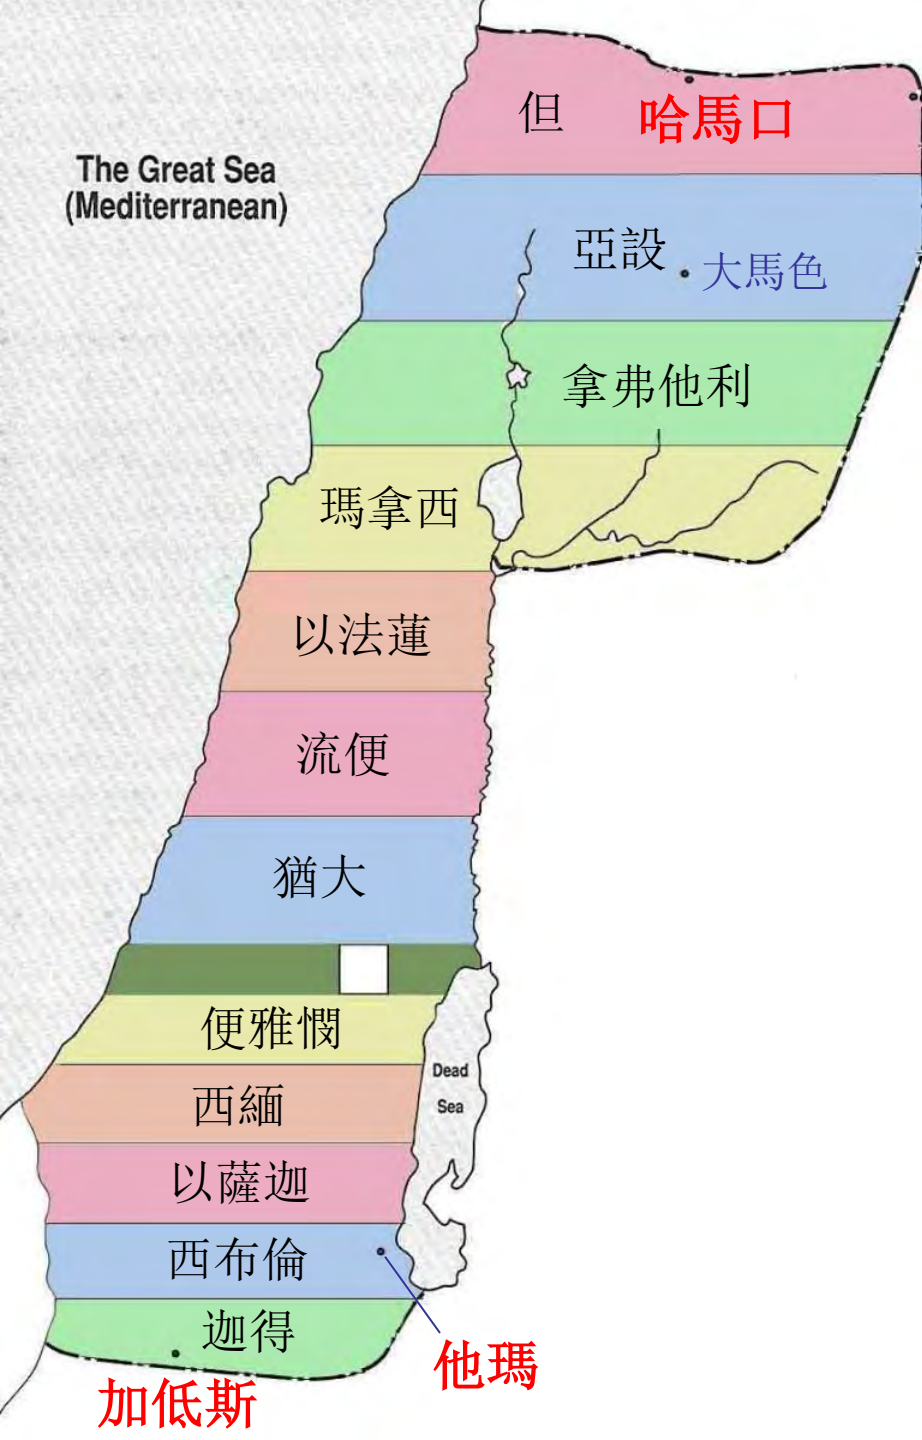 但
哈馬口
The Great Sea
(Mediterranean)
亞設
大馬色
拿弗他利
瑪拿西
以法蓮
流便
猶大
便雅憫
Dead
Sea
西緬
以薩迦
西布倫
迦得
他瑪
加低斯